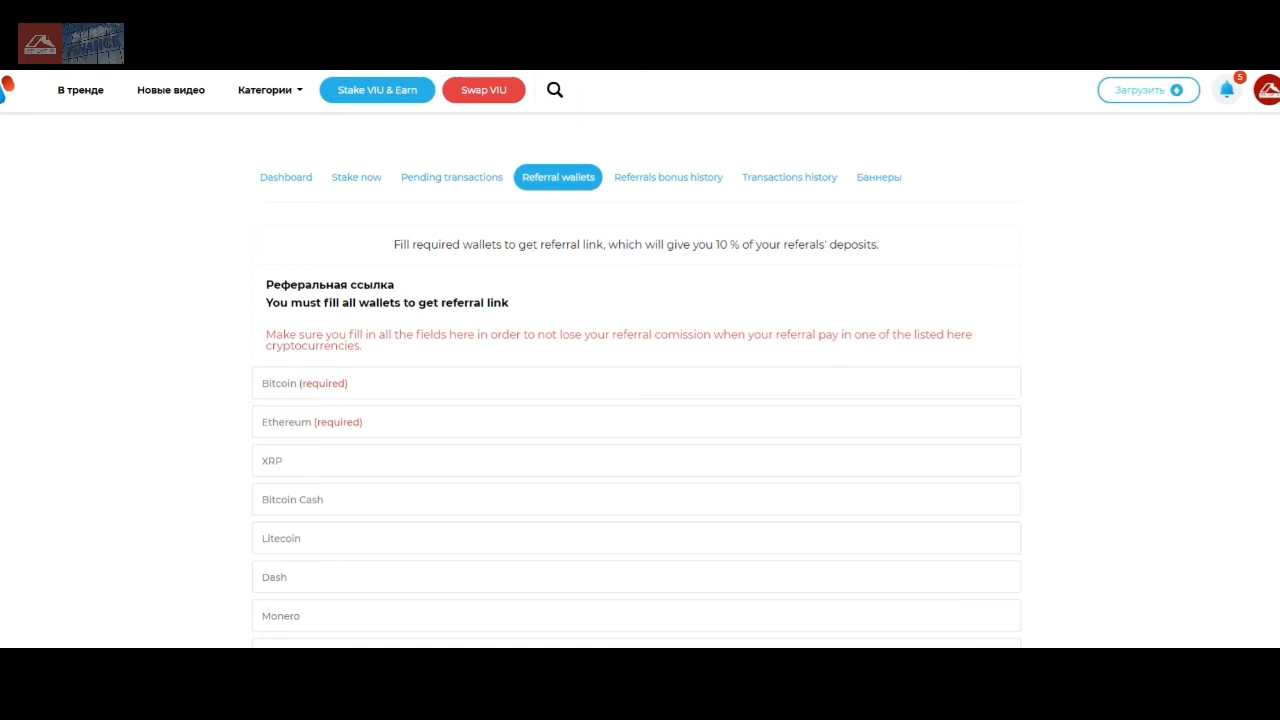 В тренде
Новые видео
Категории
Stake VIU & Earn
Swap VIU
Загрузить
5
Dashboard
Stake now
Pending transactions
Referral wallets
Referrals bonus history
Transactions history
Баннеры
Fill required wallets to get referral link, which will give you 10 % of your referals' deposits.
Реферальная ссылка
You must fill all wallets to get referral link
Make sure you fill in all the fields here in order to not lose your referral comission when your referral pay in one of the listed here
cryptocurrencies.
Bitcoin (required)
Ethereum (required)
XRP
Bitcoin Cash
Litecoin
Dash
Monero